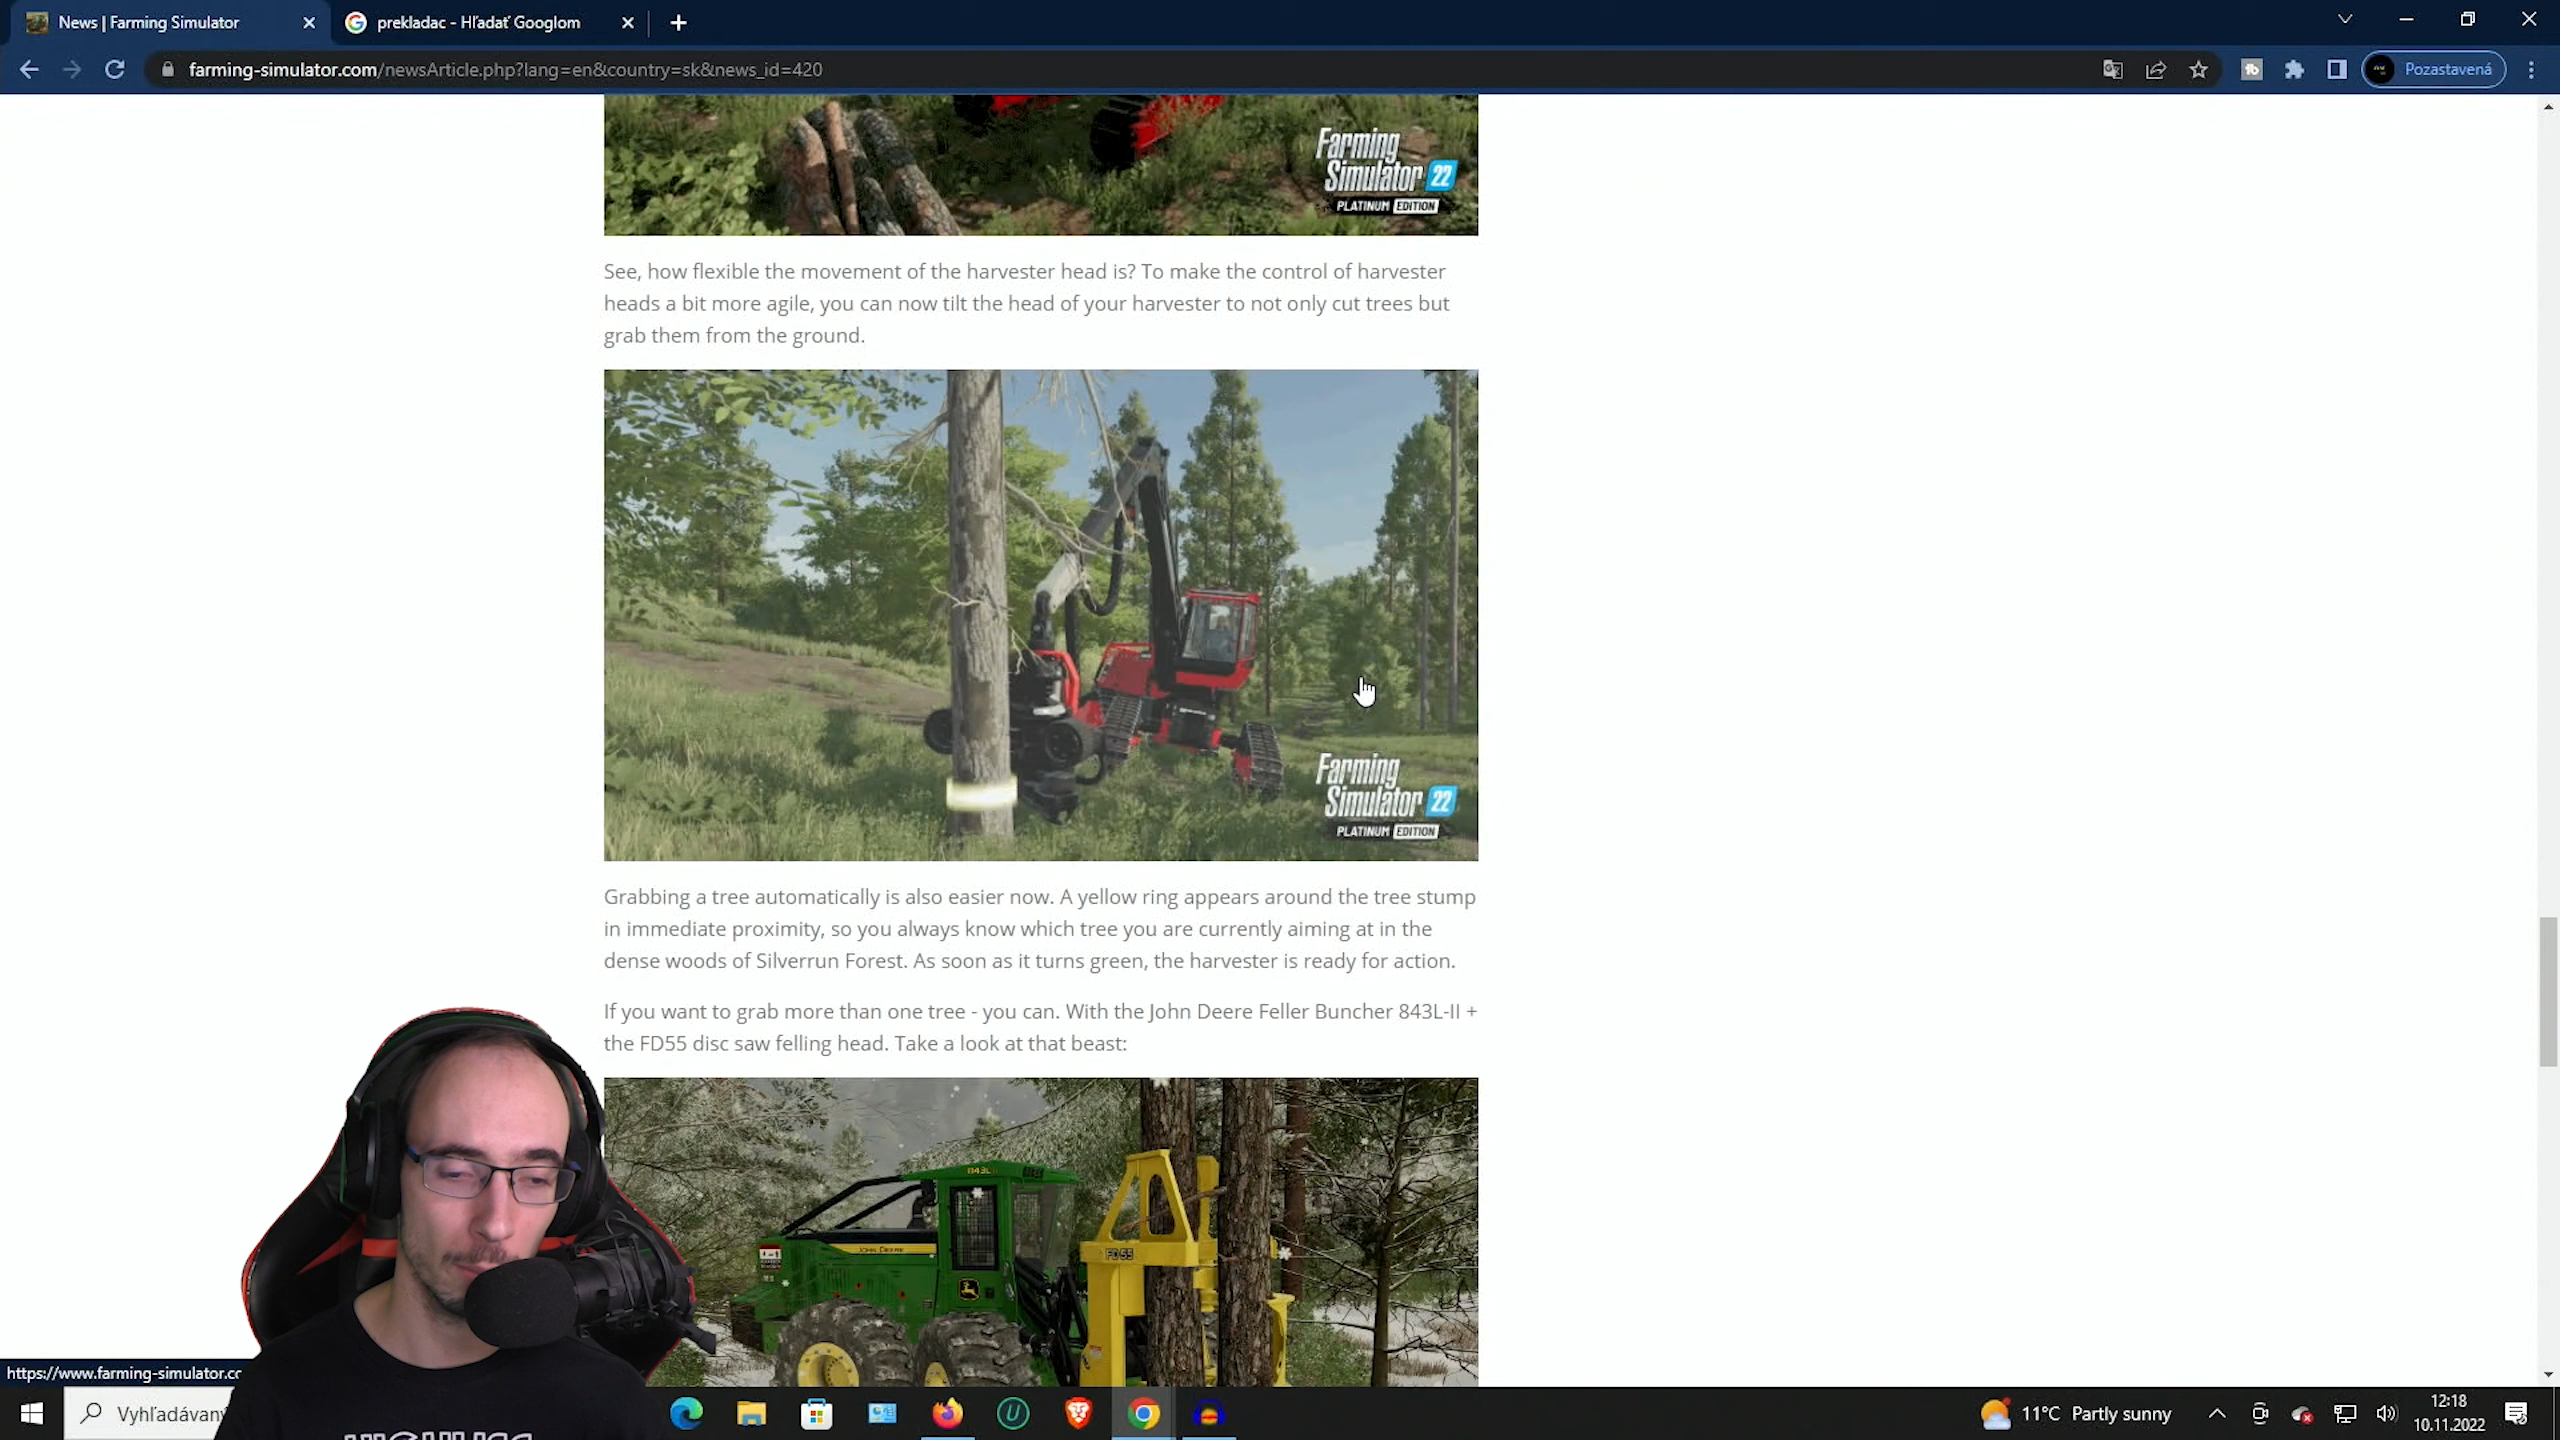 News | Farming Simulator
prekladac - Hľadať Googlom
farming-simulator.com/newsArticle.php?lang=en&country=sk&news_id=420
Pozastavená
Farming
Simulator 22
PLATINUM EDITION
See, how flexible the movement of the harvester head is? To make the control of harvester
heads a bit more agile, you can now tilt the head of your harvester to not only cut trees but
grab them from the ground.
Farming
Simulator 22
PLATINUM EDITION
Grabbing a tree automatically is also easier now. A yellow ring appears around the tree stump
in immediate proximity, so you always know which tree you are currently aiming at in the
dense woods of Silverrun Forest. As soon as it turns green, the harvester is ready for action.
If you want to grab more than one tree - you can. With the John Deere Feller Buncher 843L-II +
the FD55 disc saw felling head. Take a look at that beast:
JOHN DEERE
FD55
https://www.farming-simulator.co
Vyhľadávan
11°C Partly sunny
12:18
10.11.2022